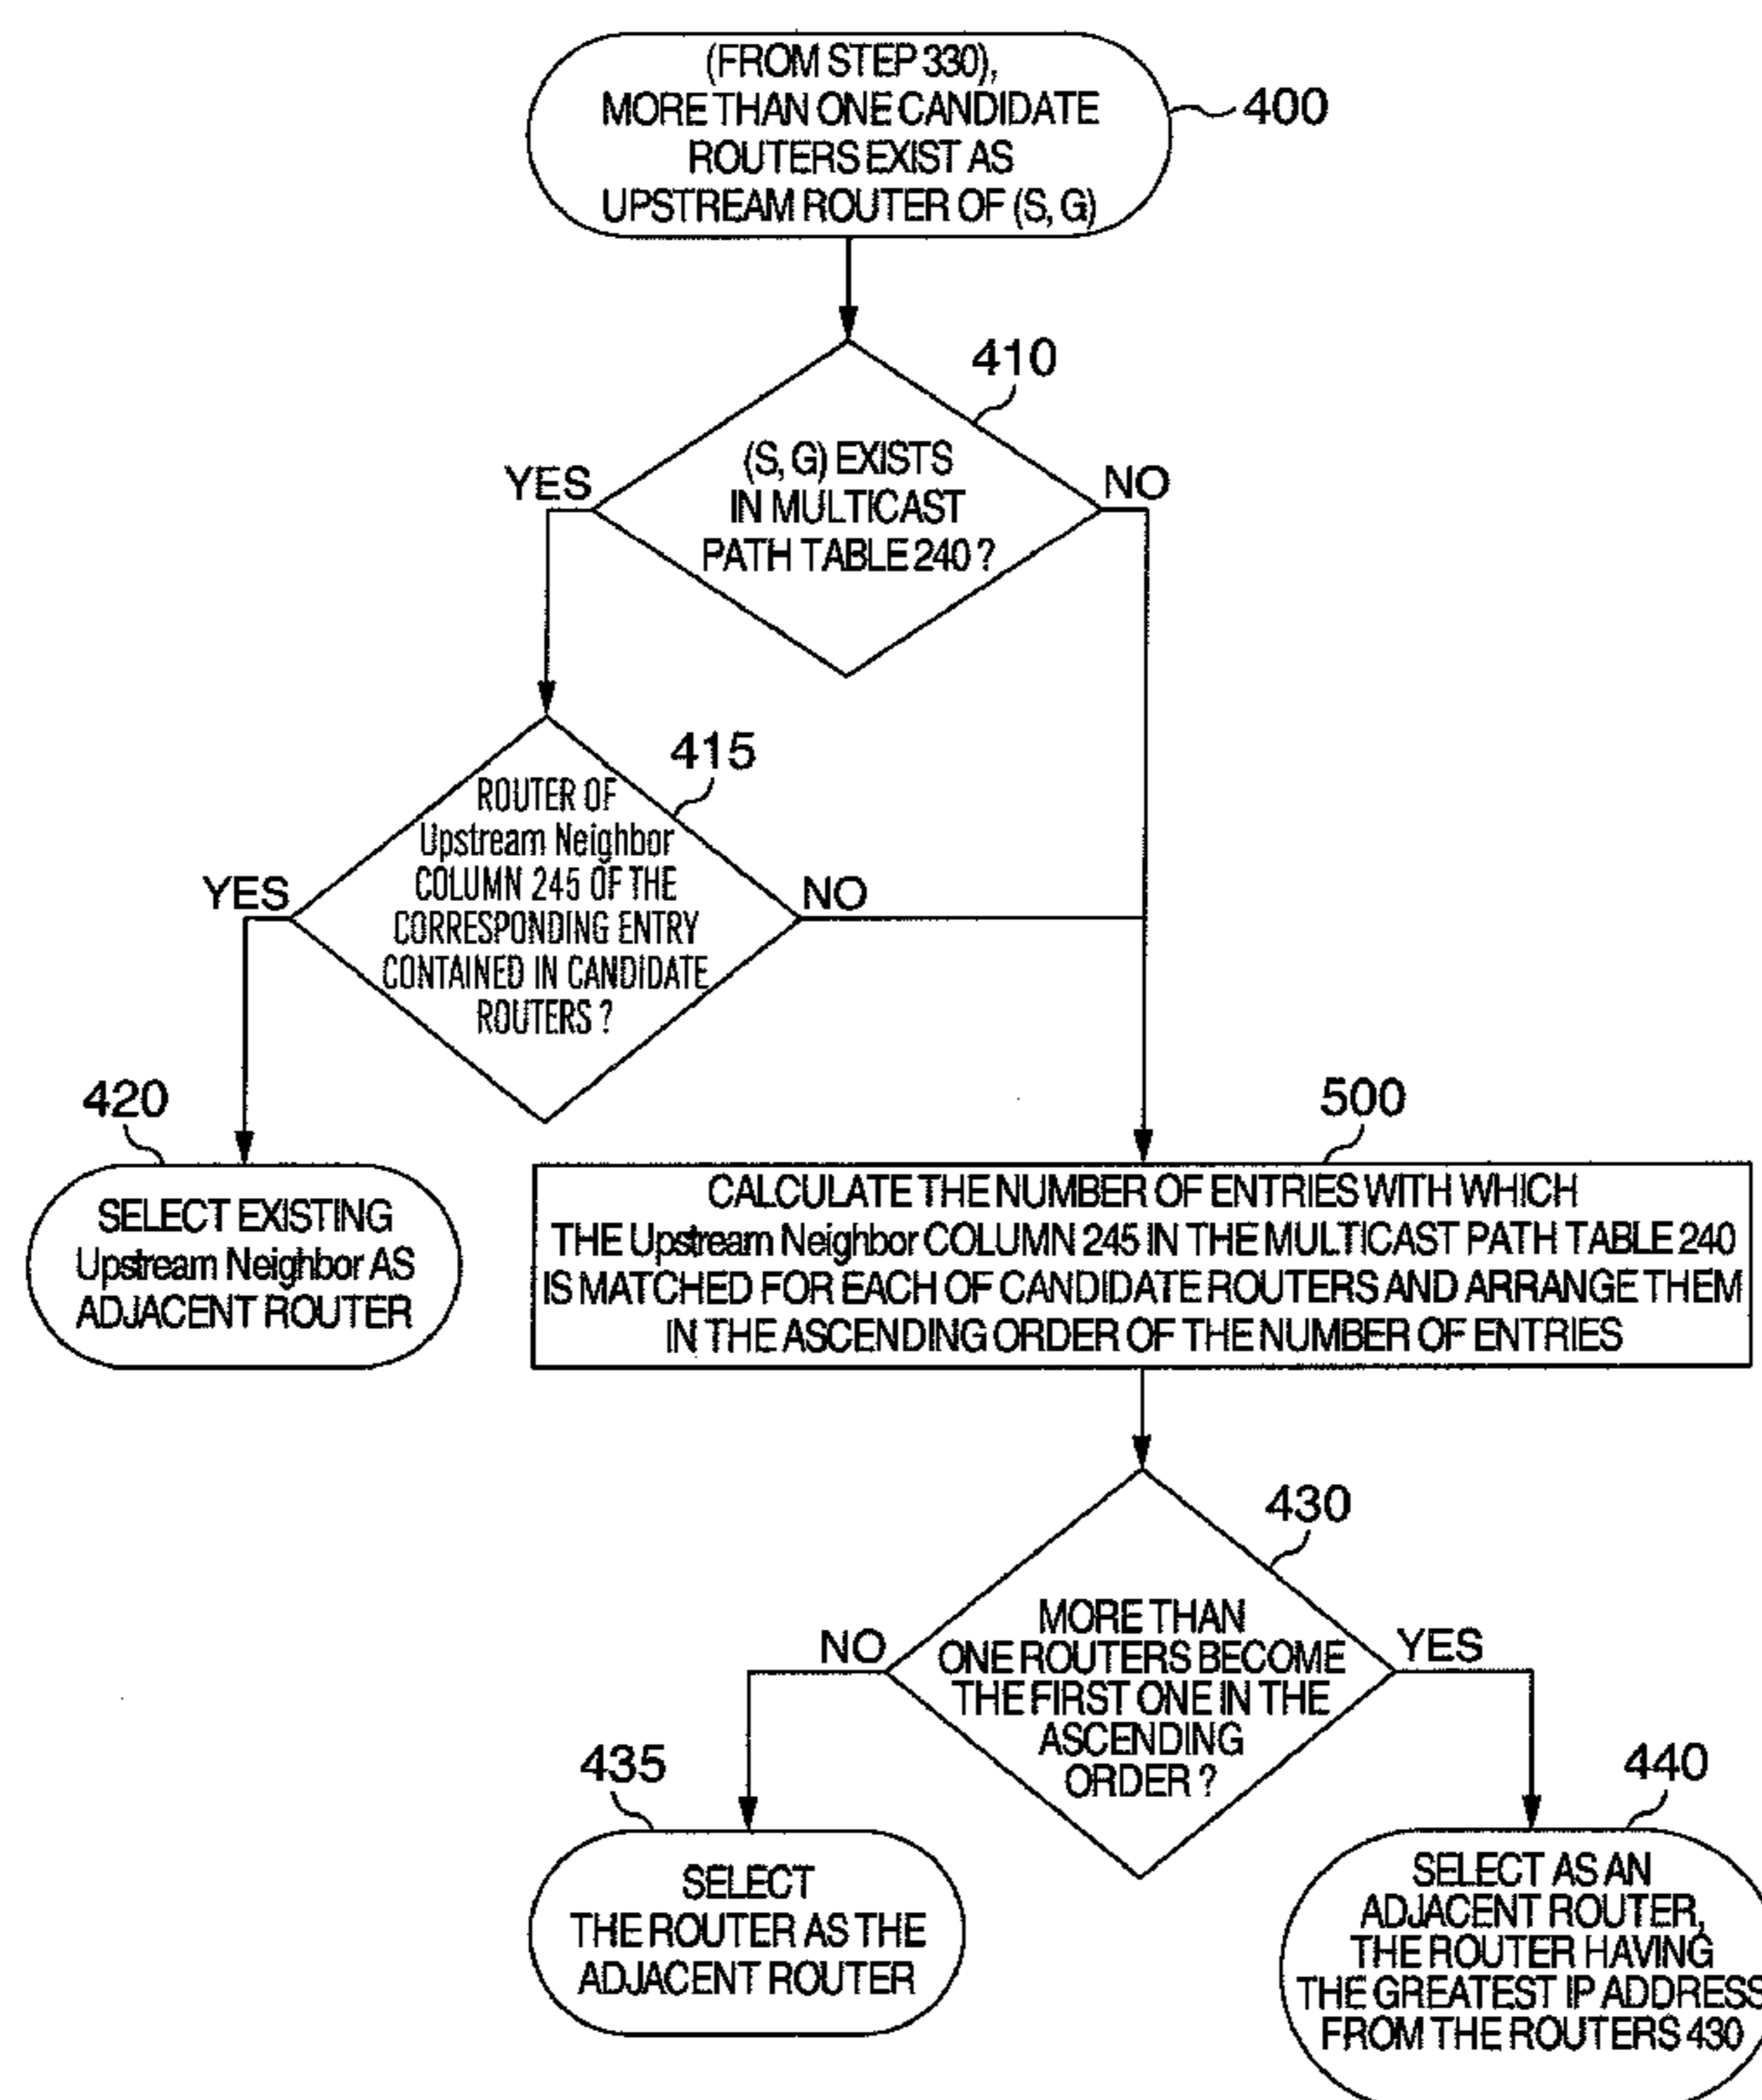 (FROM STEP 330),
MORE THAN ONE CANDIDATE
ROUTERS EXIST AS
UPSTREAM ROUTER OF (S, G)
400
410
(S, G) EXISTS
IN MULTICAST
PATH TABLE 240 ?
YES
NO
415
ROUTER OF
Upstream Neighbor
COLUMN 245 OF THE
CORRESPONDING ENTRY
CONTAINED IN CANDIDATE
ROUTERS ?
YES
NO
420
SELECT EXISTING
Upstream Neighbor AS
ADJACENT ROUTER
500
CALCULATE THE NUMBER OF ENTRIES WITH WHICH
THE Upstream Neighbor COLUMN 245 IN THE MULTICAST PATH TABLE 240
IS MATCHED FOR EACH OF CANDIDATE ROUTERS AND ARRANGE THEM
IN THE ASCENDING ORDER OF THE NUMBER OF ENTRIES
430
MORE THAN
ONE ROUTERS BECOME
THE FIRST ONE IN THE
ASCENDING
ORDER ?
NO
YES
435
SELECT
THE ROUTER AS THE
ADJACENT ROUTER
440
SELECT AS AN
ADJACENT ROUTER,
THE ROUTER HAVING
THE GREATEST IP ADDRESS
FROM THE ROUTERS 430